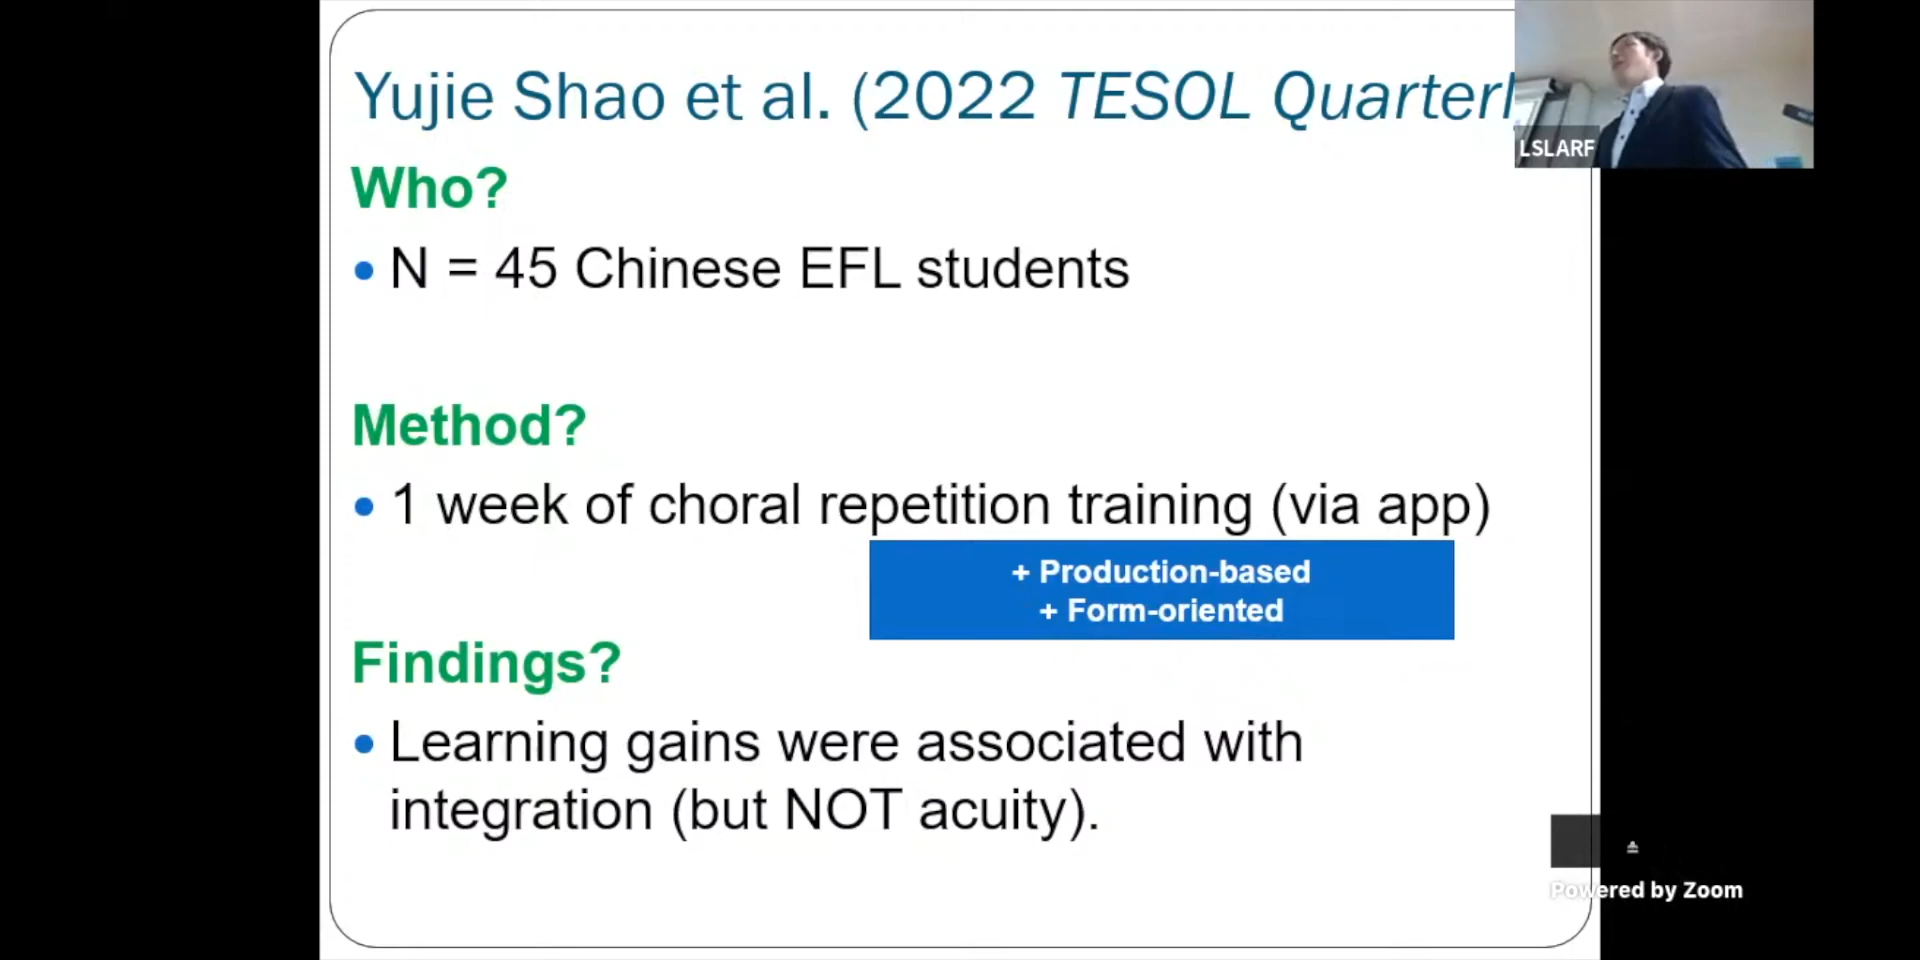 Yujie Shao et al. (2022 TESOL Quarterl
LSLARF
Who?
• N = 45 Chinese EFL students
Method?
• 1 week of choral repetition training (via app)
+ Production-based
+ Form-oriented
Findings?
• Learning gains were associated with
integration (but NOT acuity).
Powered by Zoom